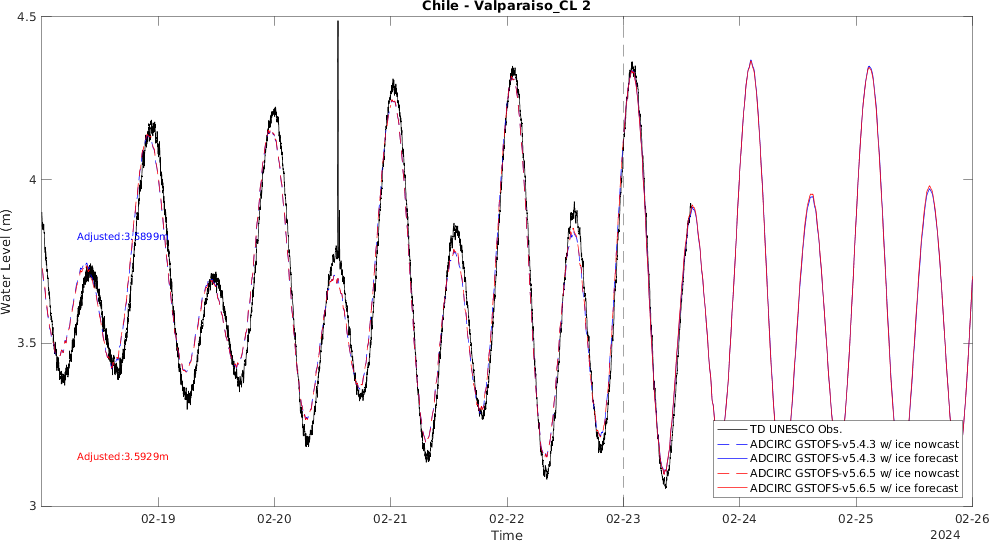 Chile - Valparaiso_CL 2
4.5
4
3.5
3
Water Level (m)
Adjusted:3.5899m
Adjusted:3.5929m
TD UNESCO Obs.
ADCIRC GSTOFS-v5.4.3 w/ ice nowcast
ADCIRC GSTOFS-v5.4.3 w/ ice forecast
ADCIRC GSTOFS-v5.6.5 w/ ice nowcast
ADCIRC GSTOFS-v5.6.5 w/ ice forecast
02-19 02-20 02-21 02-22 02-23 02-24 02-25 02-26
Time
2024